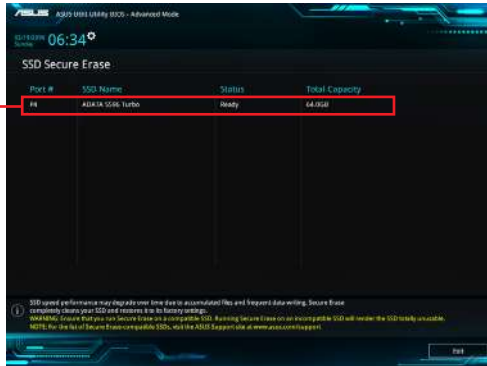 ASUS UEFI Utility BIOS - Advanced Mode
Sunday 06:34
SSD Secure Erase
Port # SSD Name Status Total Capacity
P4 ADATA S596 Turbo Ready 64.0GB
SSD speed performance may degrade over time due to accumulated files and frequent data writing. Secure Erase
completely cleans your SSD and restores it to its factory settings.
WARNING: Ensure that you run Secure Erase on a compatible SSD. Running Secure Erase on an incompatible SSD will render the SSD totally unusable.
NOTE: For the list of Secure Erase-compatible SSDs, visit the ASUS Support site at www.asus.com/support.
Exit